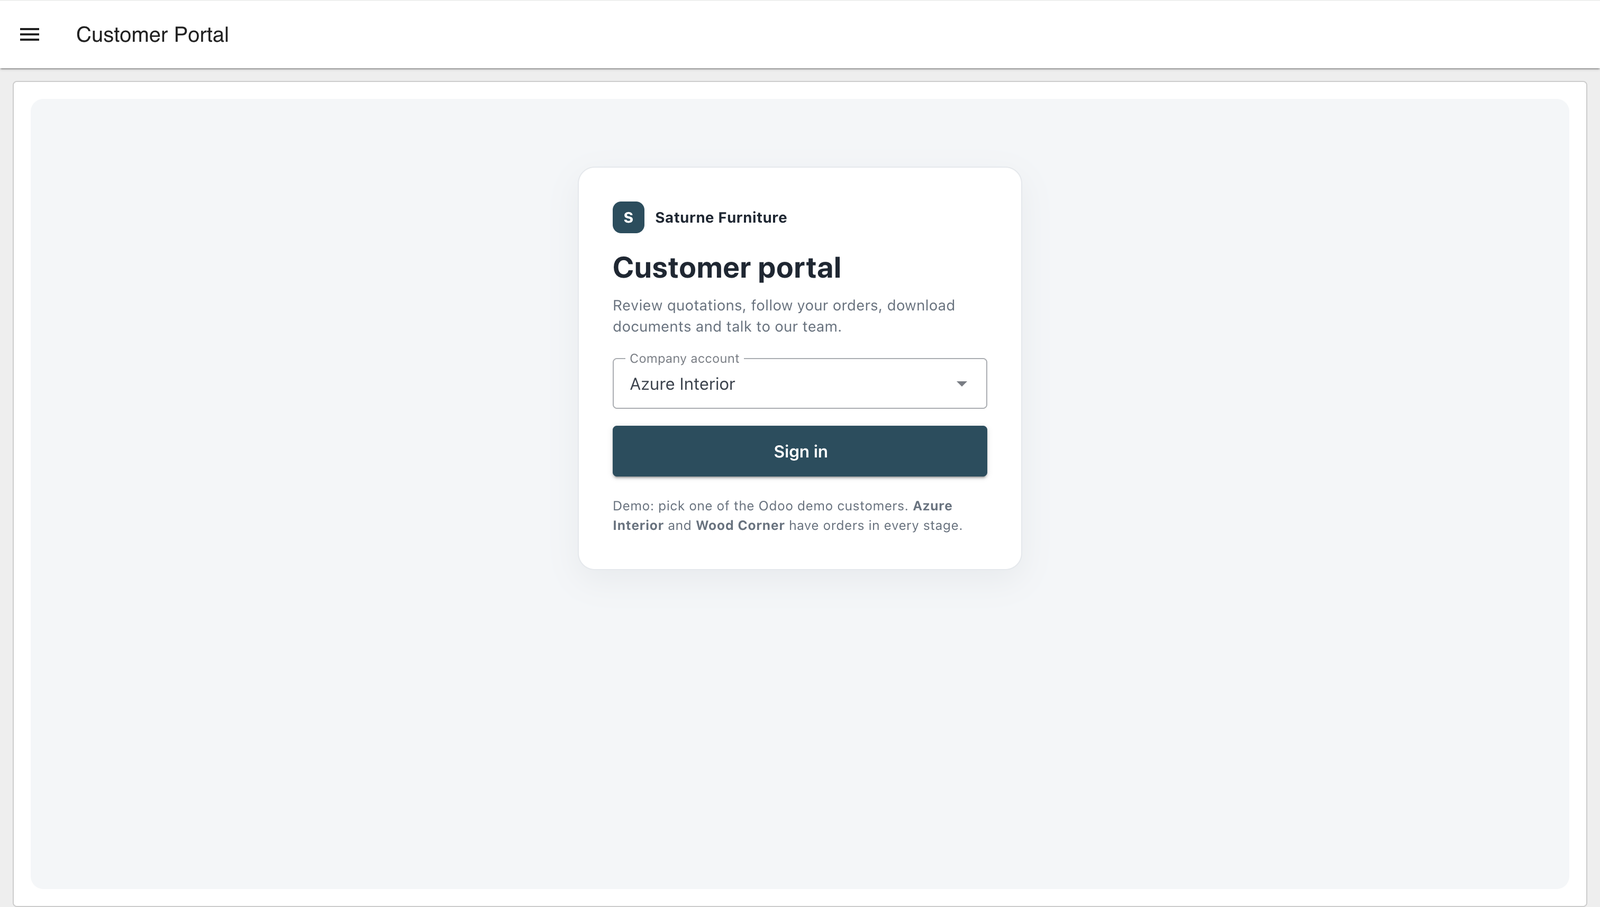 Customer Portal
S Saturne Furniture
Customer portal
Review quotations, follow your orders, download
documents and talk to our team.
Company account
Azure Interior
Sign in
Demo: pick one of the Odoo demo customers. Azure
Interior and Wood Corner have orders in every stage.